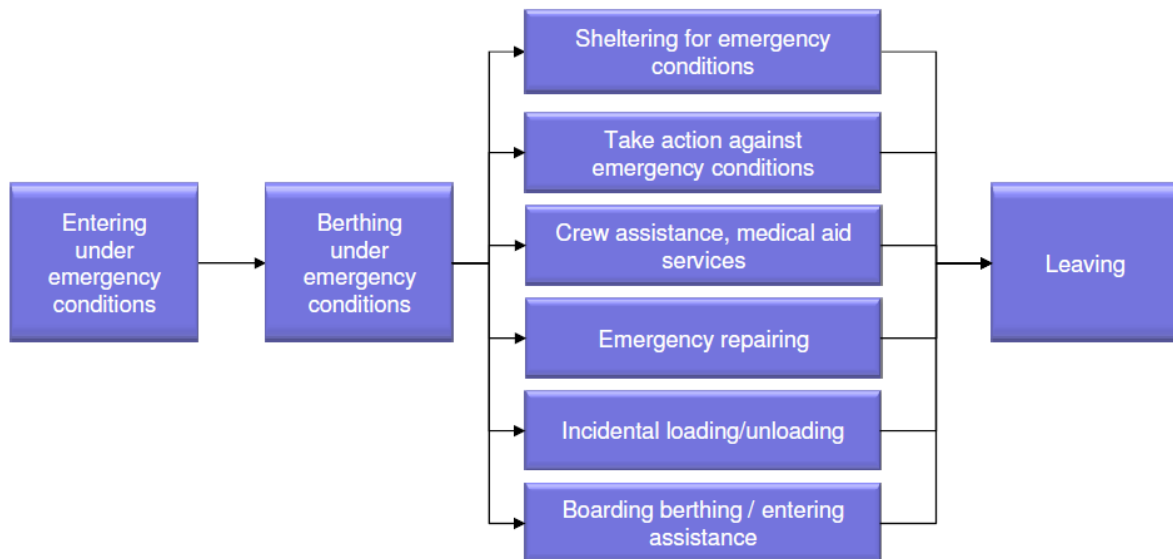 Entering
under
emergency
conditions
Berthing
under
emergency
conditions
Sheltering for emergency
conditions
Take action against
emergency conditions
Crew assistance, medical aid
services
Emergency repairing
Incidental loading/unloading
Boarding berthing / entering
assistance
Leaving